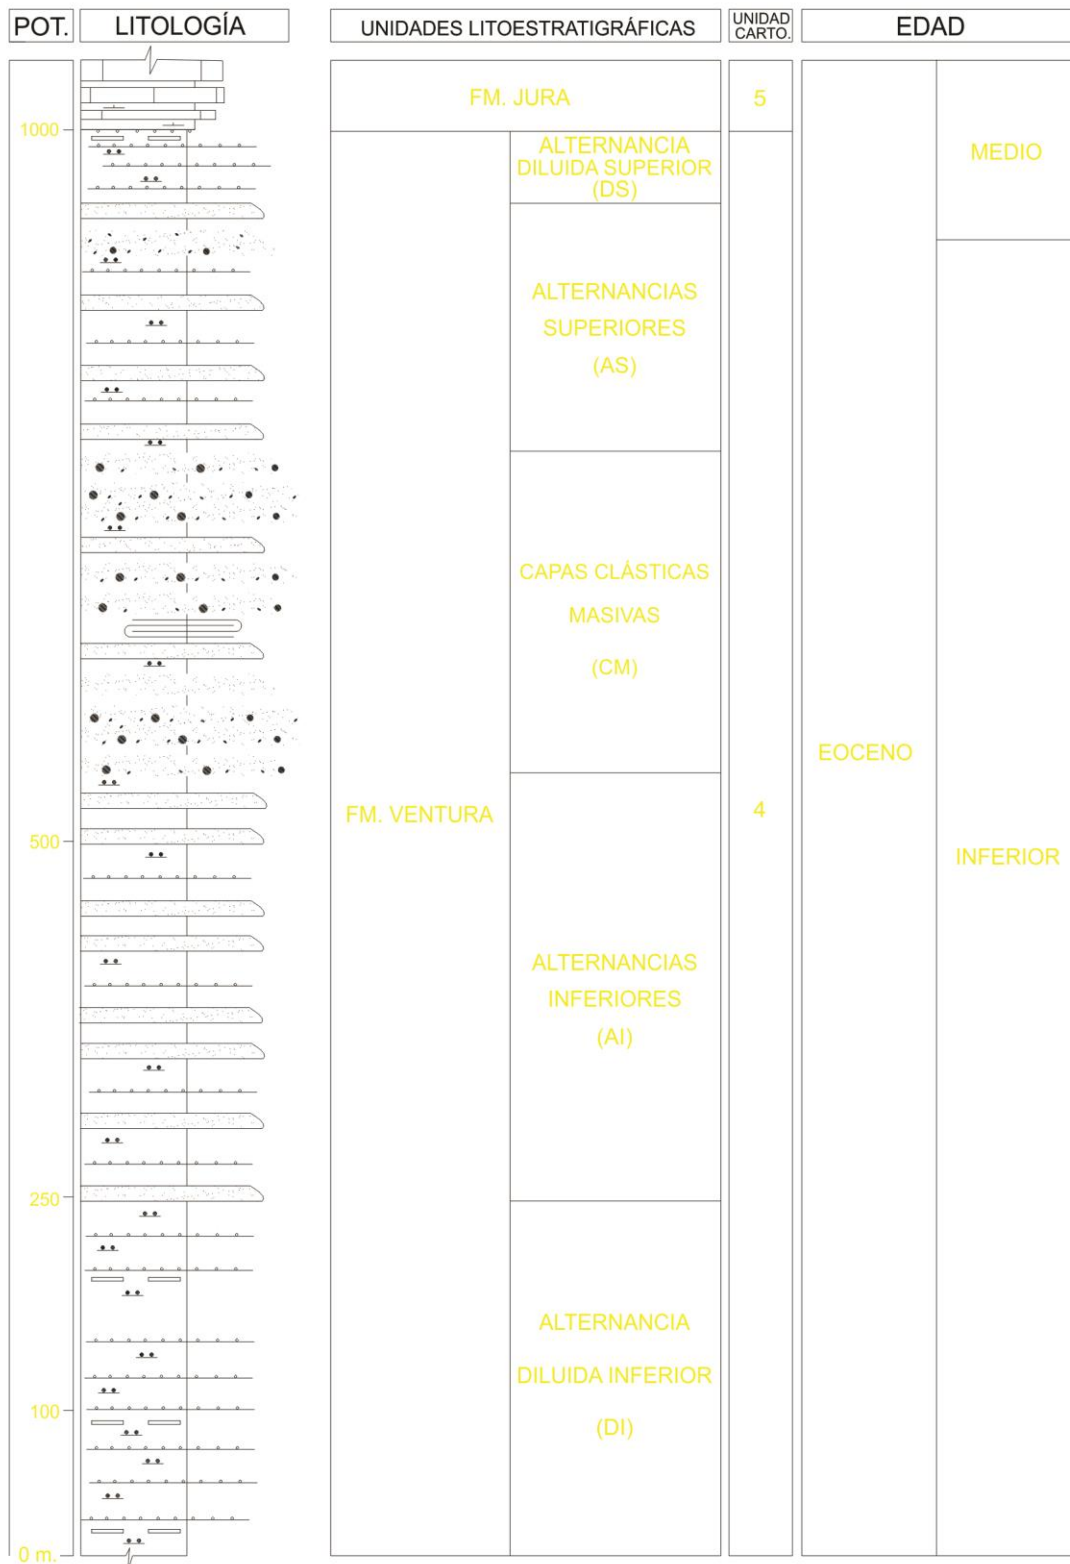 POT.
LITOLOGÍA
UNIDADES LITOESTRATIGRÁFICAS
UNIDAD
CARTO.
EDAD
FM. JURA
5
1000
ALTERNANCIA
DILUIDA SUPERIOR
(DS)
MEDIO
ALTERNANCIAS
SUPERIORES
(AS)
CAPAS CLÁSTICAS
MASIVAS
(CM)
EOCENO
FM. VENTURA
4
500
INFERIOR
ALTERNANCIAS
INFERIORES
(AI)
250
ALTERNANCIA
DILUIDA INFERIOR
(DI)
100
0 m.